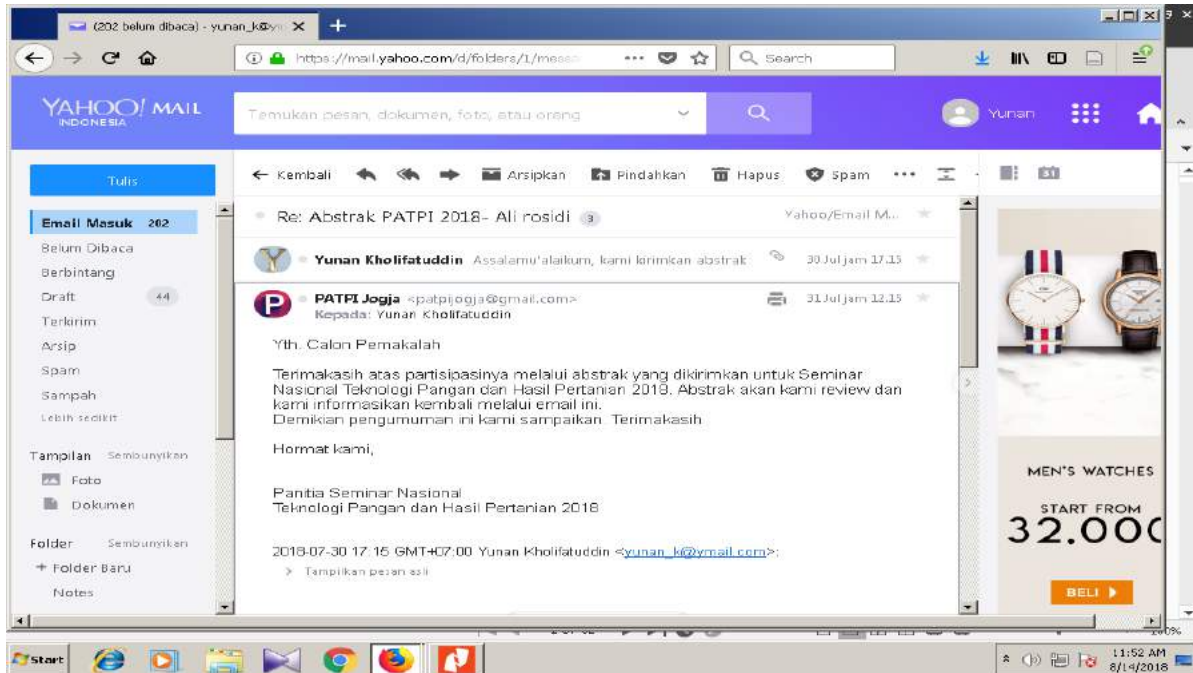 (202 belum dibaca) - yunan_k@y
https://mail.yahoo.com/d/folders/1/messa
Search
YAHOO! MAIL
INDONESIA
Temukan pesan, dokumen, foto, atau orang
Yunan
Tulis
Kembali Arsipkan Pindahkan Hapus Spam
31
Email Masuk 202
Belum Dibaca
Berbintang
Draft 44
Terkirim
Arsip
Spam
Sampah
Lebih sedikit
Tampilan Sembunyikan
Foto
Dokumen
Folder Sembunyikan
+ Folder Baru
Notes
Re: Abstrak PATPI 2018- Ali rosidi 3
Yahoo/Email M...
Yunan Kholifatuddin Assalamu'alaikum, kami kirimkan abstrak
30 Jul jam 17.15
PATPI Jogja <patpijogja@gmail.com>
31 Jul jam 12.15
Kepada: Yunan Kholifatuddin
Yth. Calon Pemakalah
Terimakasih atas partisipasinya melalui abstrak yang dikirimkan untuk Seminar
Nasional Teknologi Pangan dan Hasil Pertanian 2018. Abstrak akan kami review dan
kami informasikan kembali melalui email ini.
Demikian pengumuman ini kami sampaikan. Terimakasih
Hormat kami,
Panitia Seminar Nasional
Teknologi Pangan dan Hasil Pertanian 2018
2018-07-30 17:15 GMT+07:00 Yunan Kholifatuddin <yunan_k@ymail.com>:
> Tampilkan pesan asli
MEN'S WATCHES
START FROM
32.000
BELI
Start
11:52 AM
8/14/2018